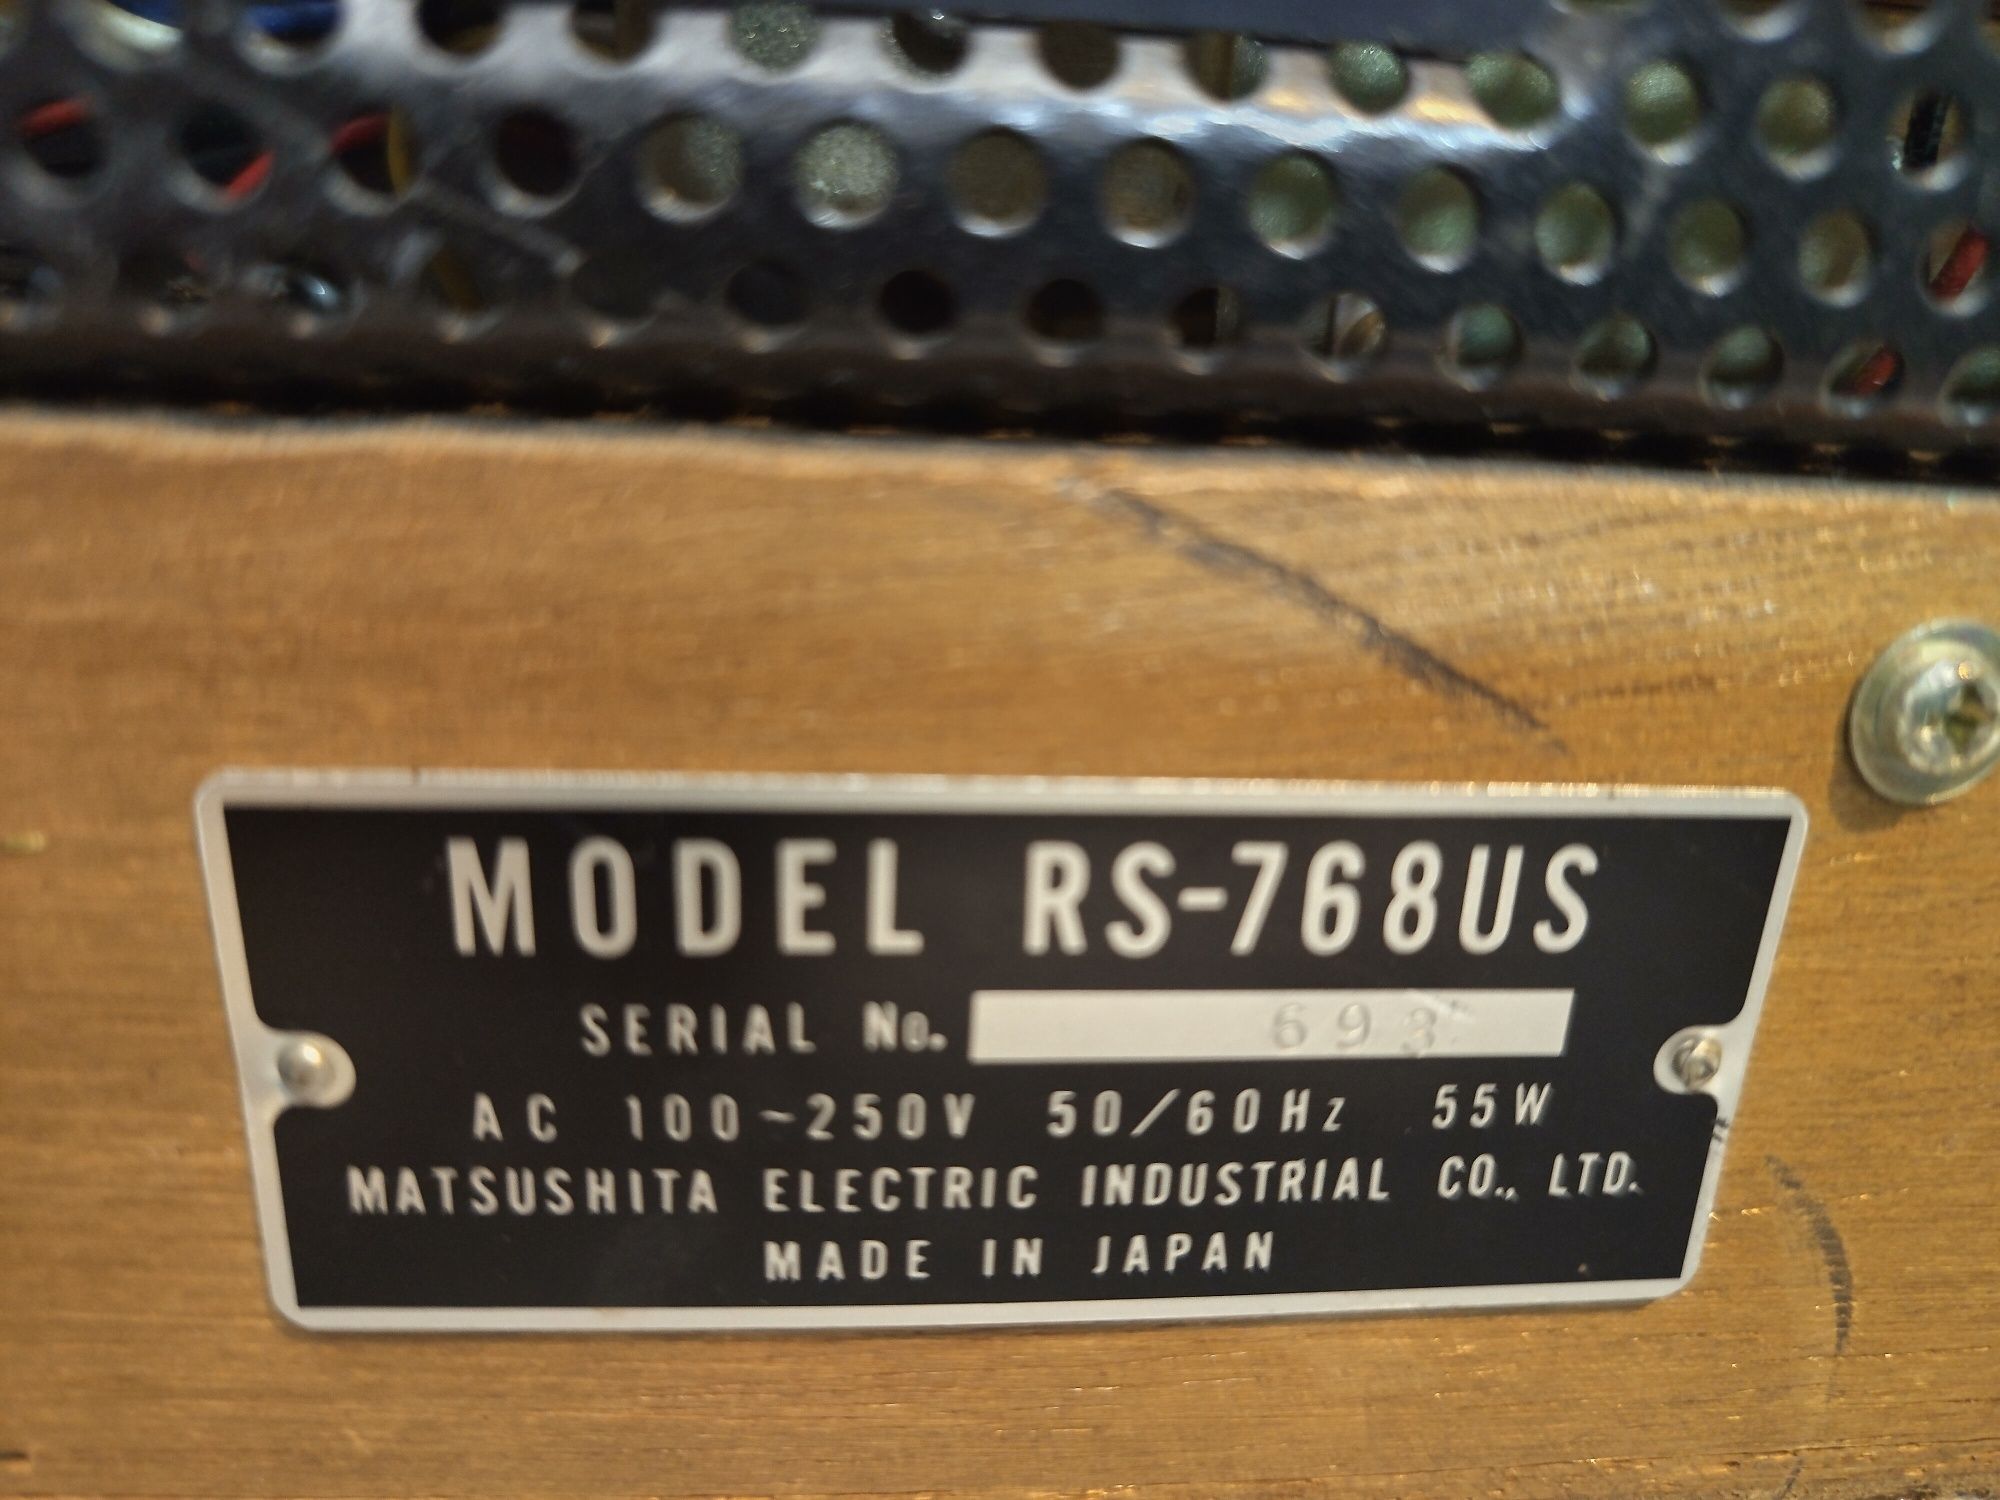 MODEL RS-768US
SERIAL No. 693
AC 100~250V 50/60Hz 55W
MATSUSHITA ELECTRIC INDUSTRIAL CO., LTD.
MADE IN JAPAN